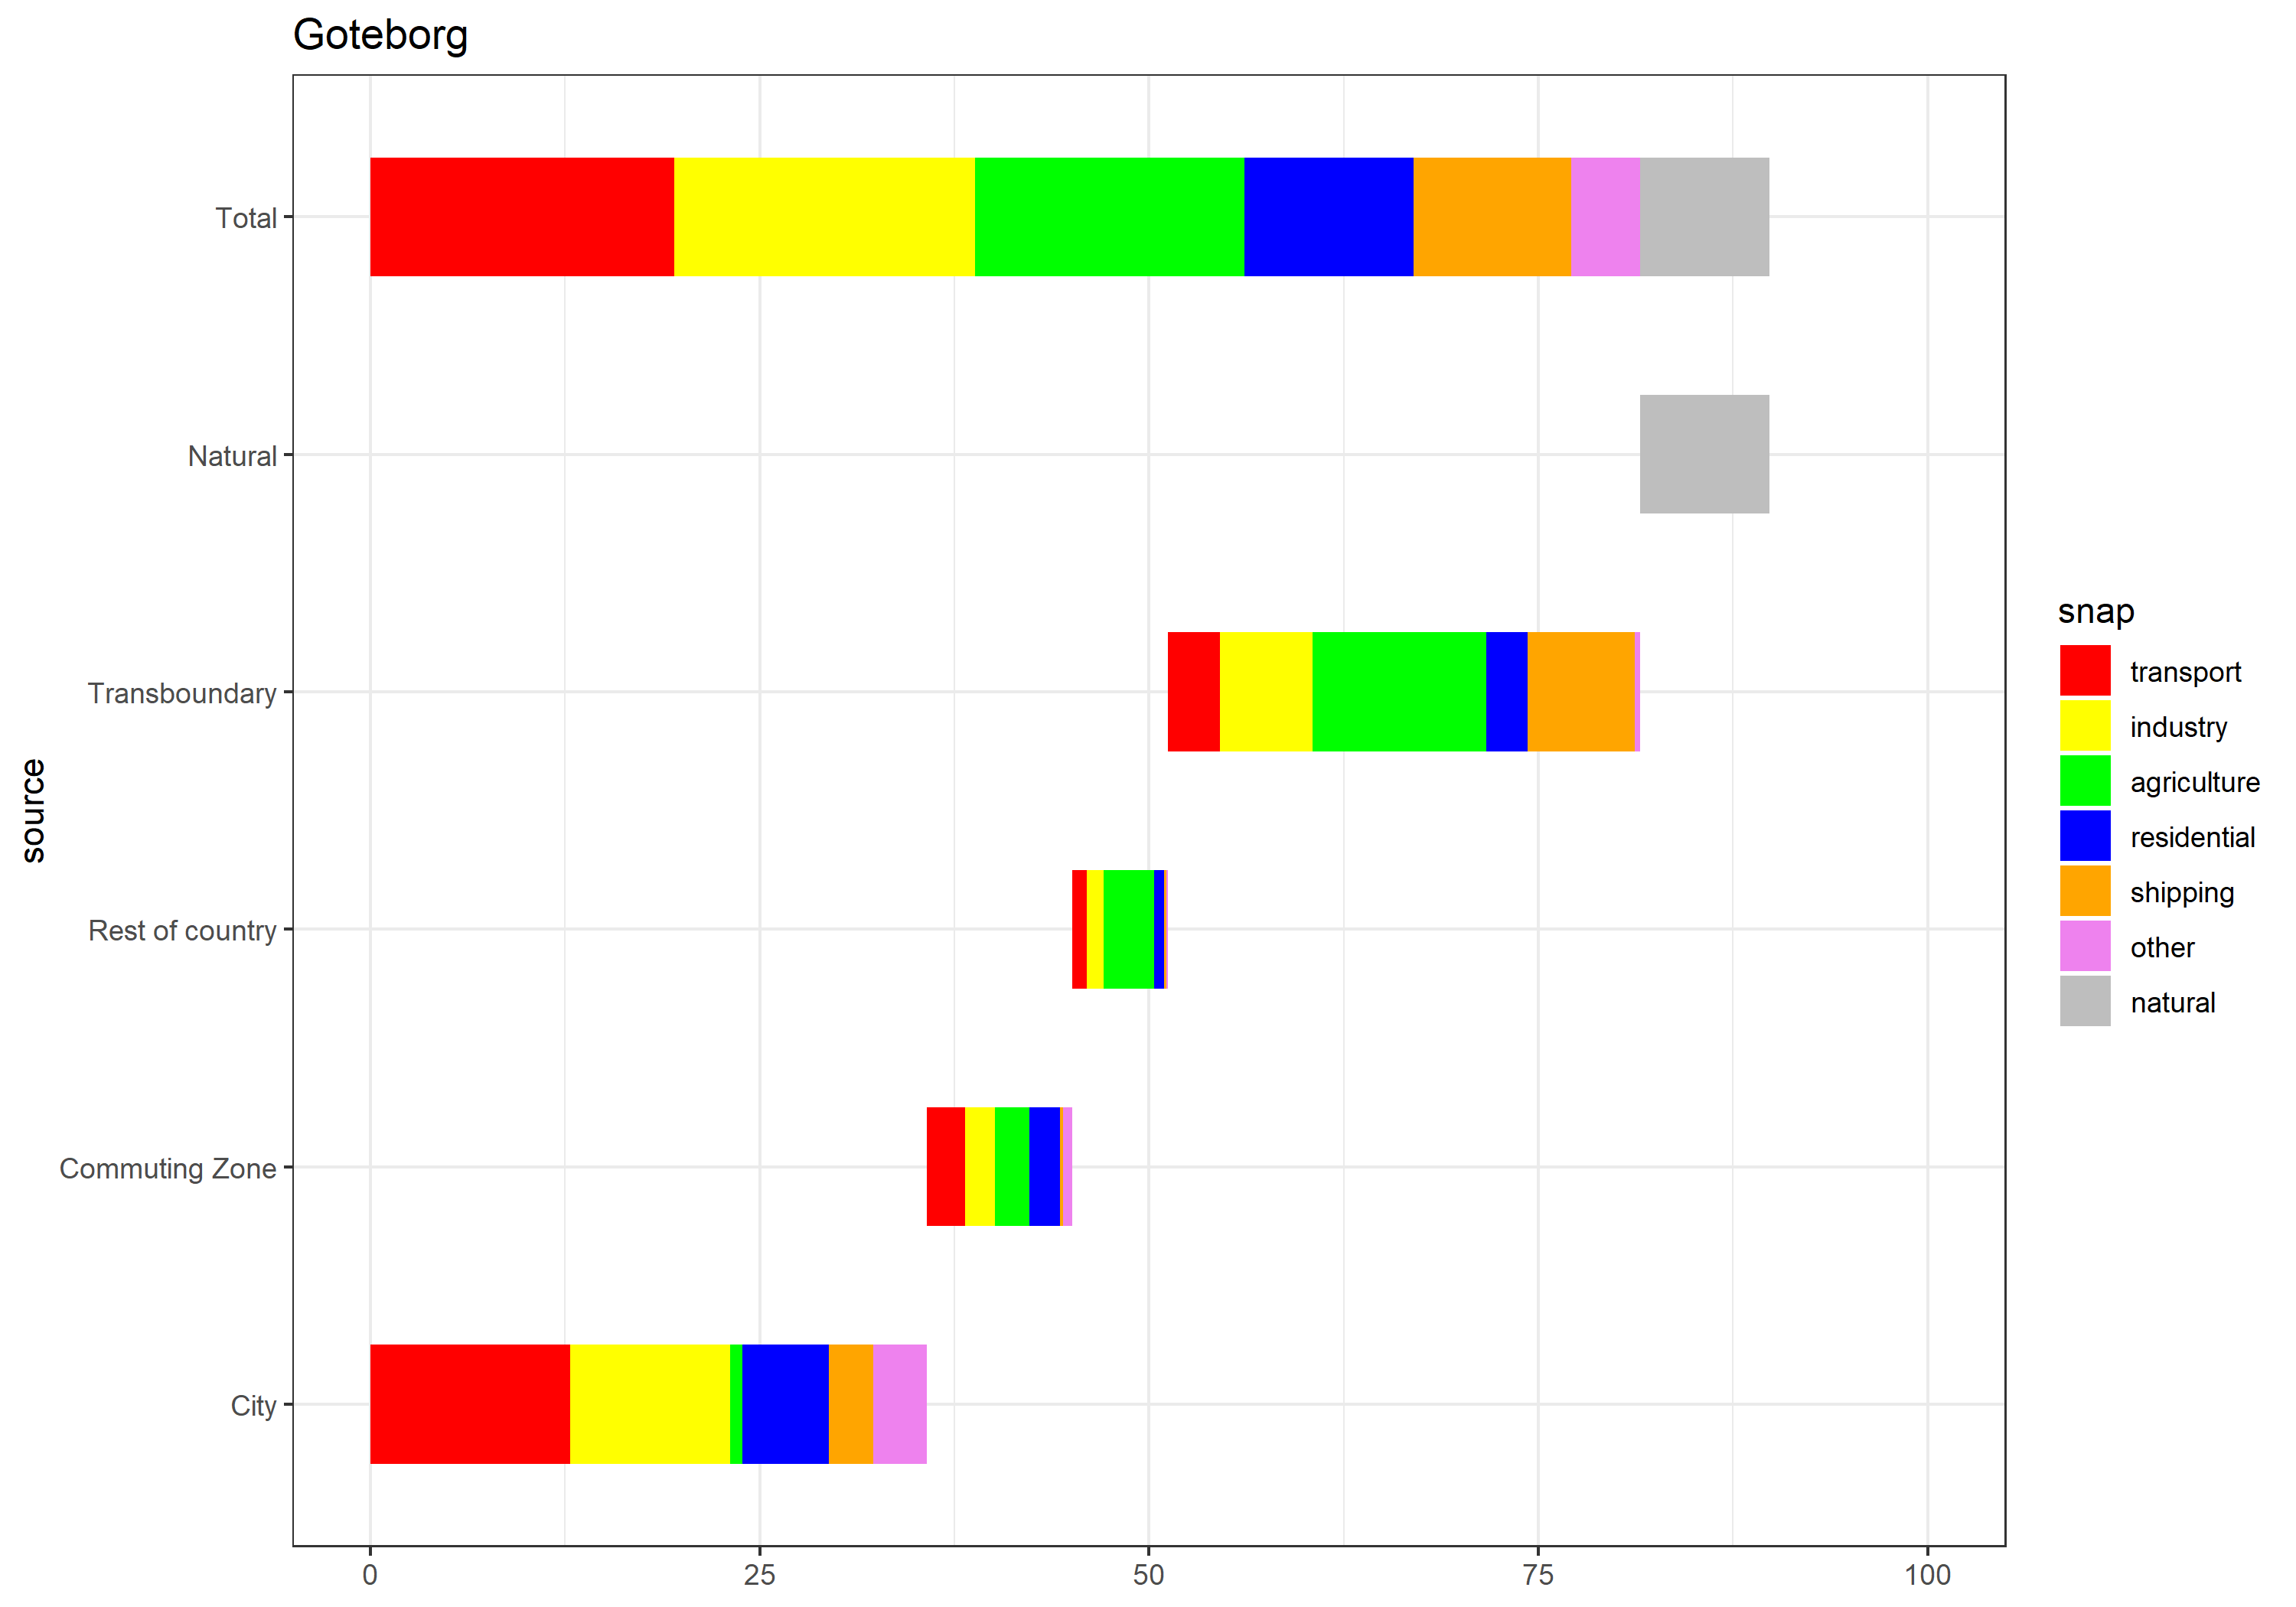 Goteborg
Total
Natural
Transboundary
Rest of country
Commuting Zone
City
source
0 25 50 75 100
snap
transport
industry
agriculture
residential
shipping
other
natural